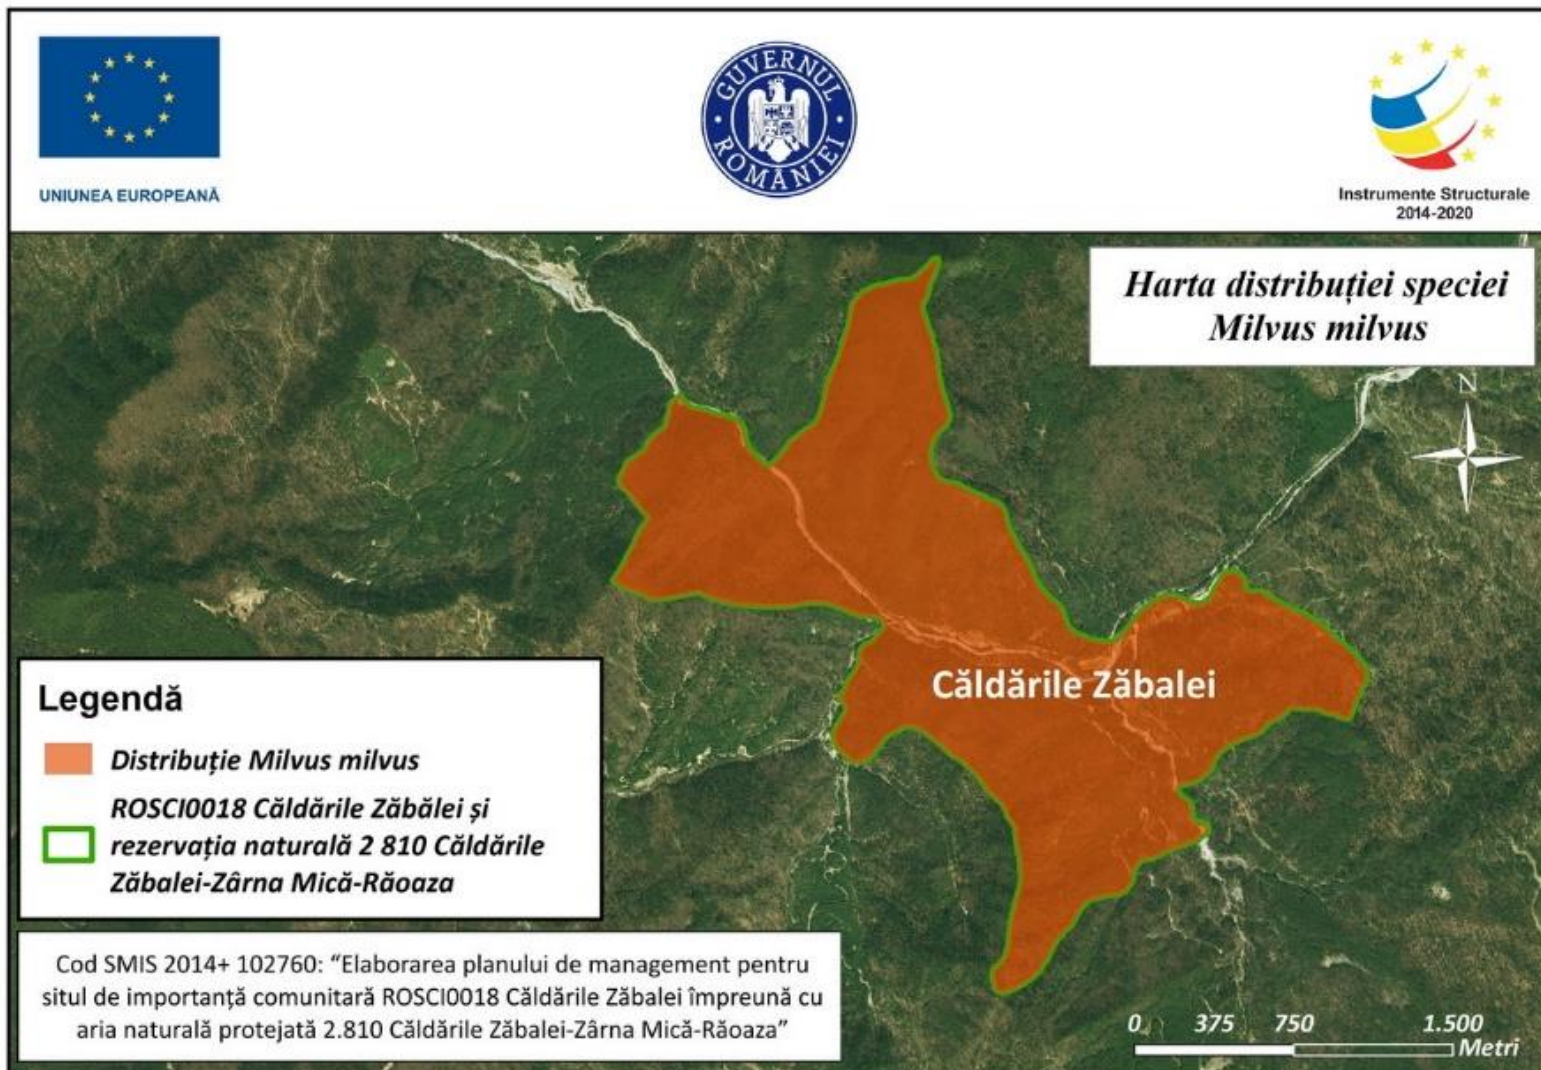 UNIUNEA EUROPEANĂ
GUVERNUL ROMÂNIEI
Instrumente Structurale
2014-2020
Harta distribuției speciei
Milvus milvus
N
Căldările Zăbalei
Legendă
Distribuție Milvus milvus
ROSCI0018 Căldările Zăbălei și
rezervația naturală 2 810 Căldările
Zăbalei-Zârna Mică-Răoaza
Cod SMIS 2014+ 102760: “Elaborarea planului de management pentru
situl de importanță comunitară ROSCI0018 Căldările Zăbalei împreună cu
aria naturală protejată 2.810 Căldările Zăbalei-Zârna Mică-Răoaza”
0 375 750 1.500
Metri